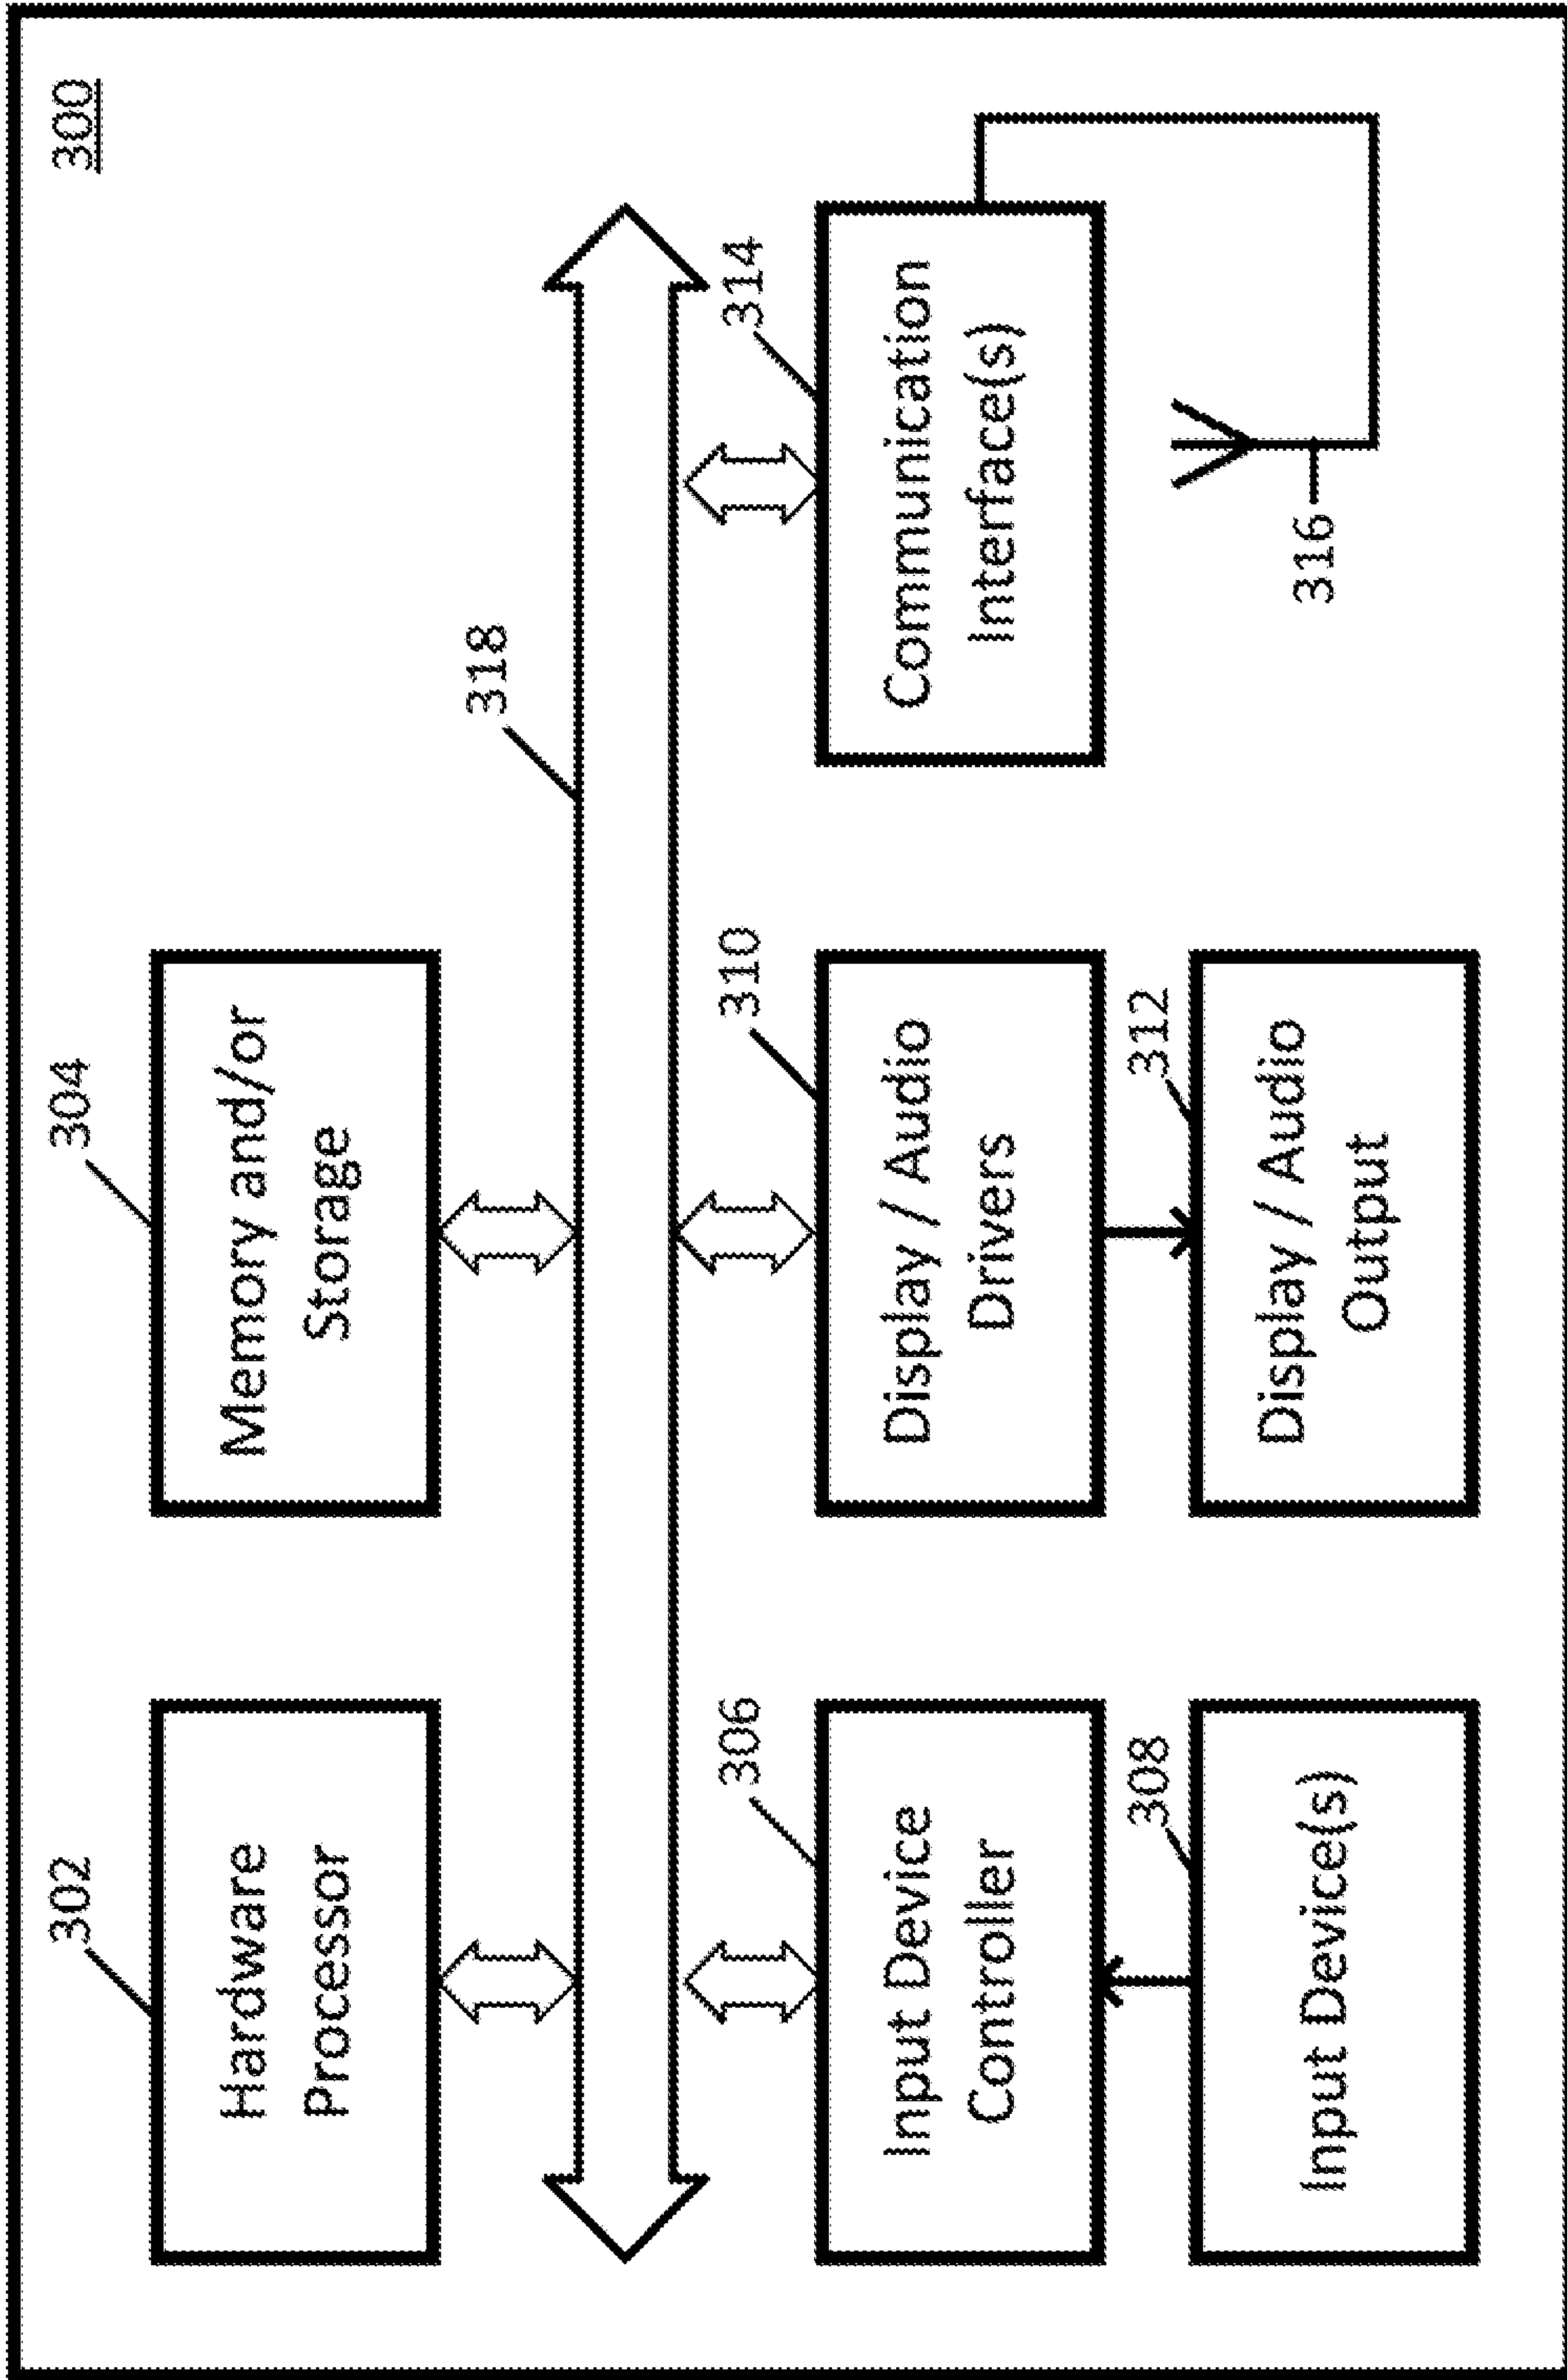 300
302
Hardware
Processor
304
Memory and/or
Storage
318
306
Input Device
Controller
310
Display / Audio
Drivers
314
Communication
Interface(s)
308
Input Device(s)
312
Display / Audio
Output
316